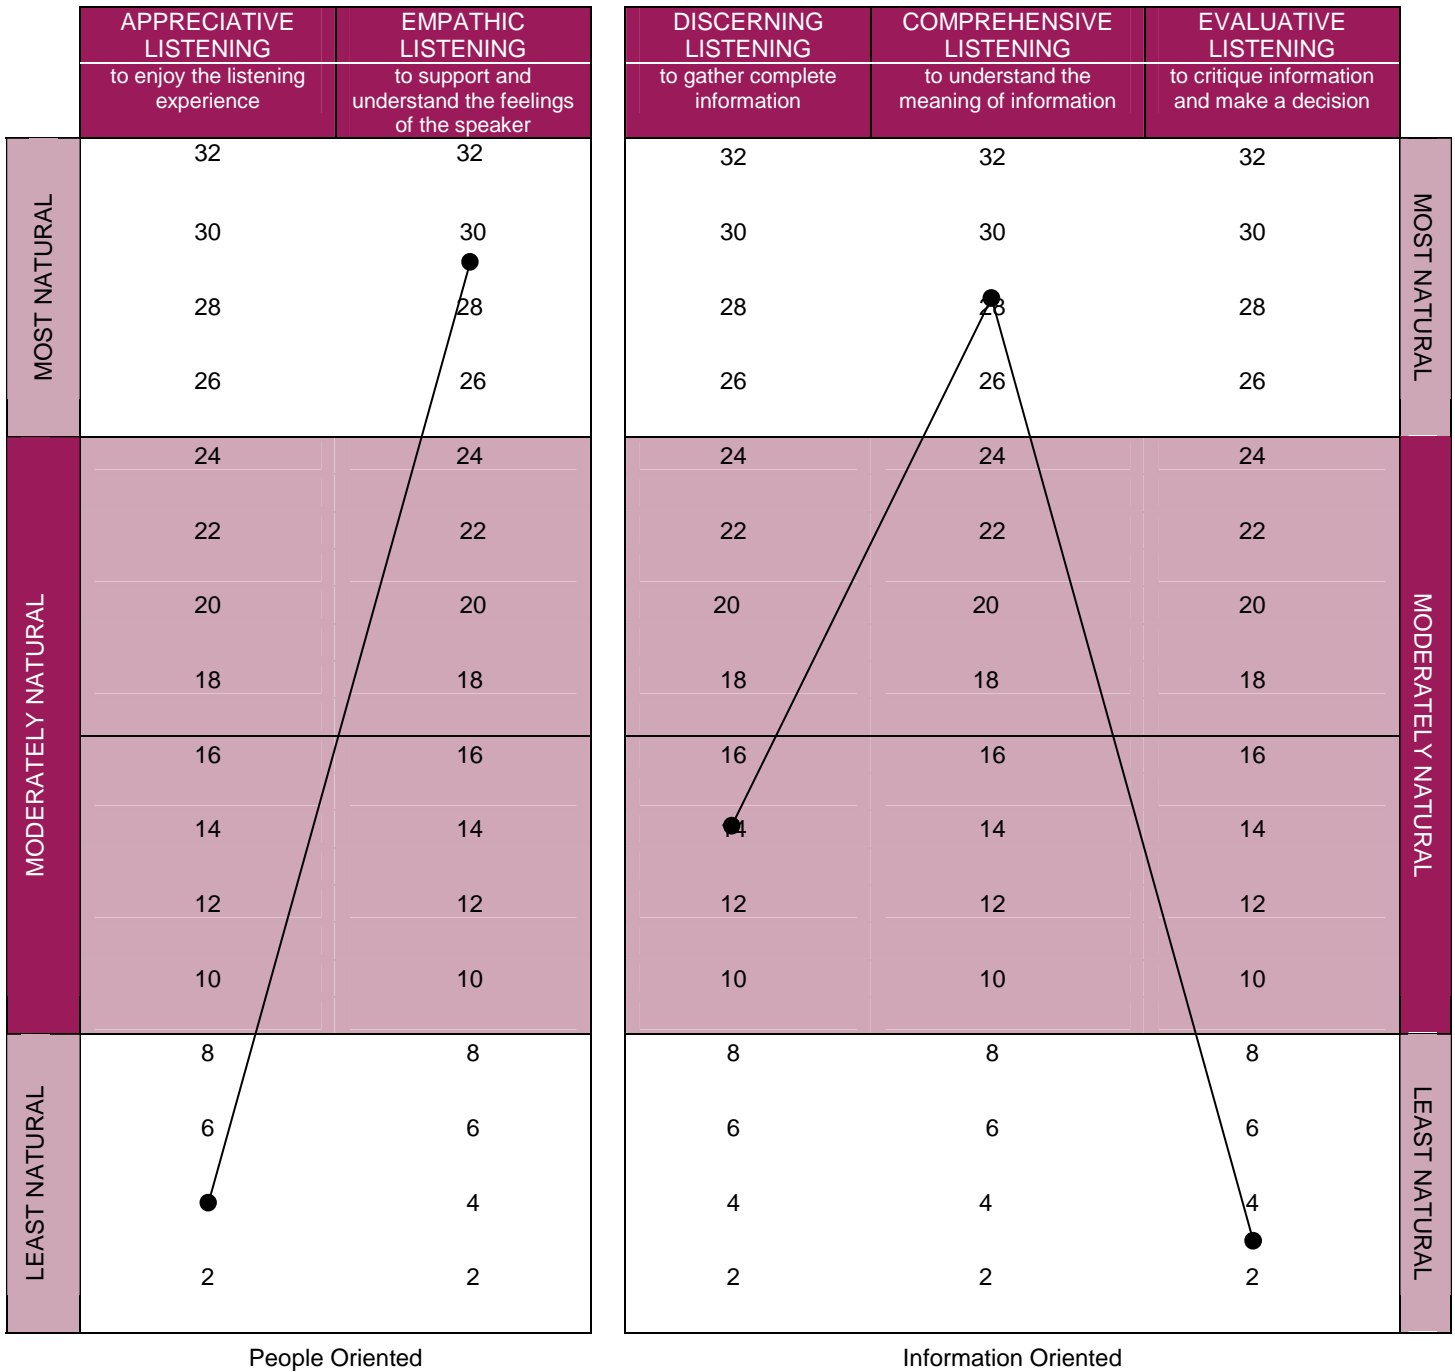 APPRECIATIVE LISTENING
to enjoy the listening experience
EMPATHIC LISTENING
to support and understand the feelings of the speaker
DISCERNING LISTENING
to gather complete information
COMPREHENSIVE LISTENING
to understand the meaning of information
EVALUATIVE LISTENING
to critique information and make a decision
MOST NATURAL
32 32 32 32 32
30 30 30 30 30
28 28 28 28 28
26 26 26 26 26
MOST NATURAL
MODERATELY NATURAL
24 24 24 24 24
22 22 22 22 22
20 20 20 20 20
18 18 18 18 18
16 16 16 16 16
14 14 14 14 14
12 12 12 12 12
10 10 10 10 10
MODERATELY NATURAL
LEAST NATURAL
8 8 8 8 8
6 6 6 6 6
4 4 4 4
2 2 2 2 2
LEAST NATURAL
People Oriented
Information Oriented